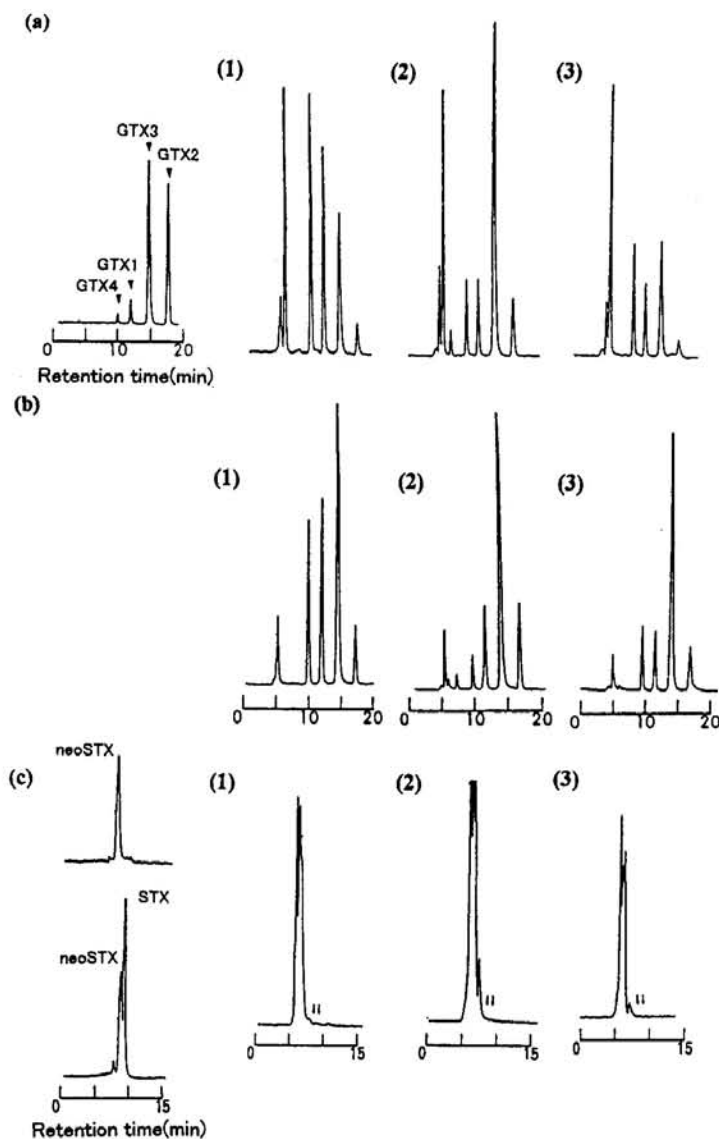 (a)
(1)
(2)
(3)
GTX3
GTX2
GTX1
GTX4
0 10 20
Retention time(min)
(b)
(1)
(2)
(3)
0 10 20
0 10 20
0 10 20
neoSTX
(c)
(1)
(2)
(3)
STX
neoSTX
0 15
0 15
0 15
0 15
Retention time(min)